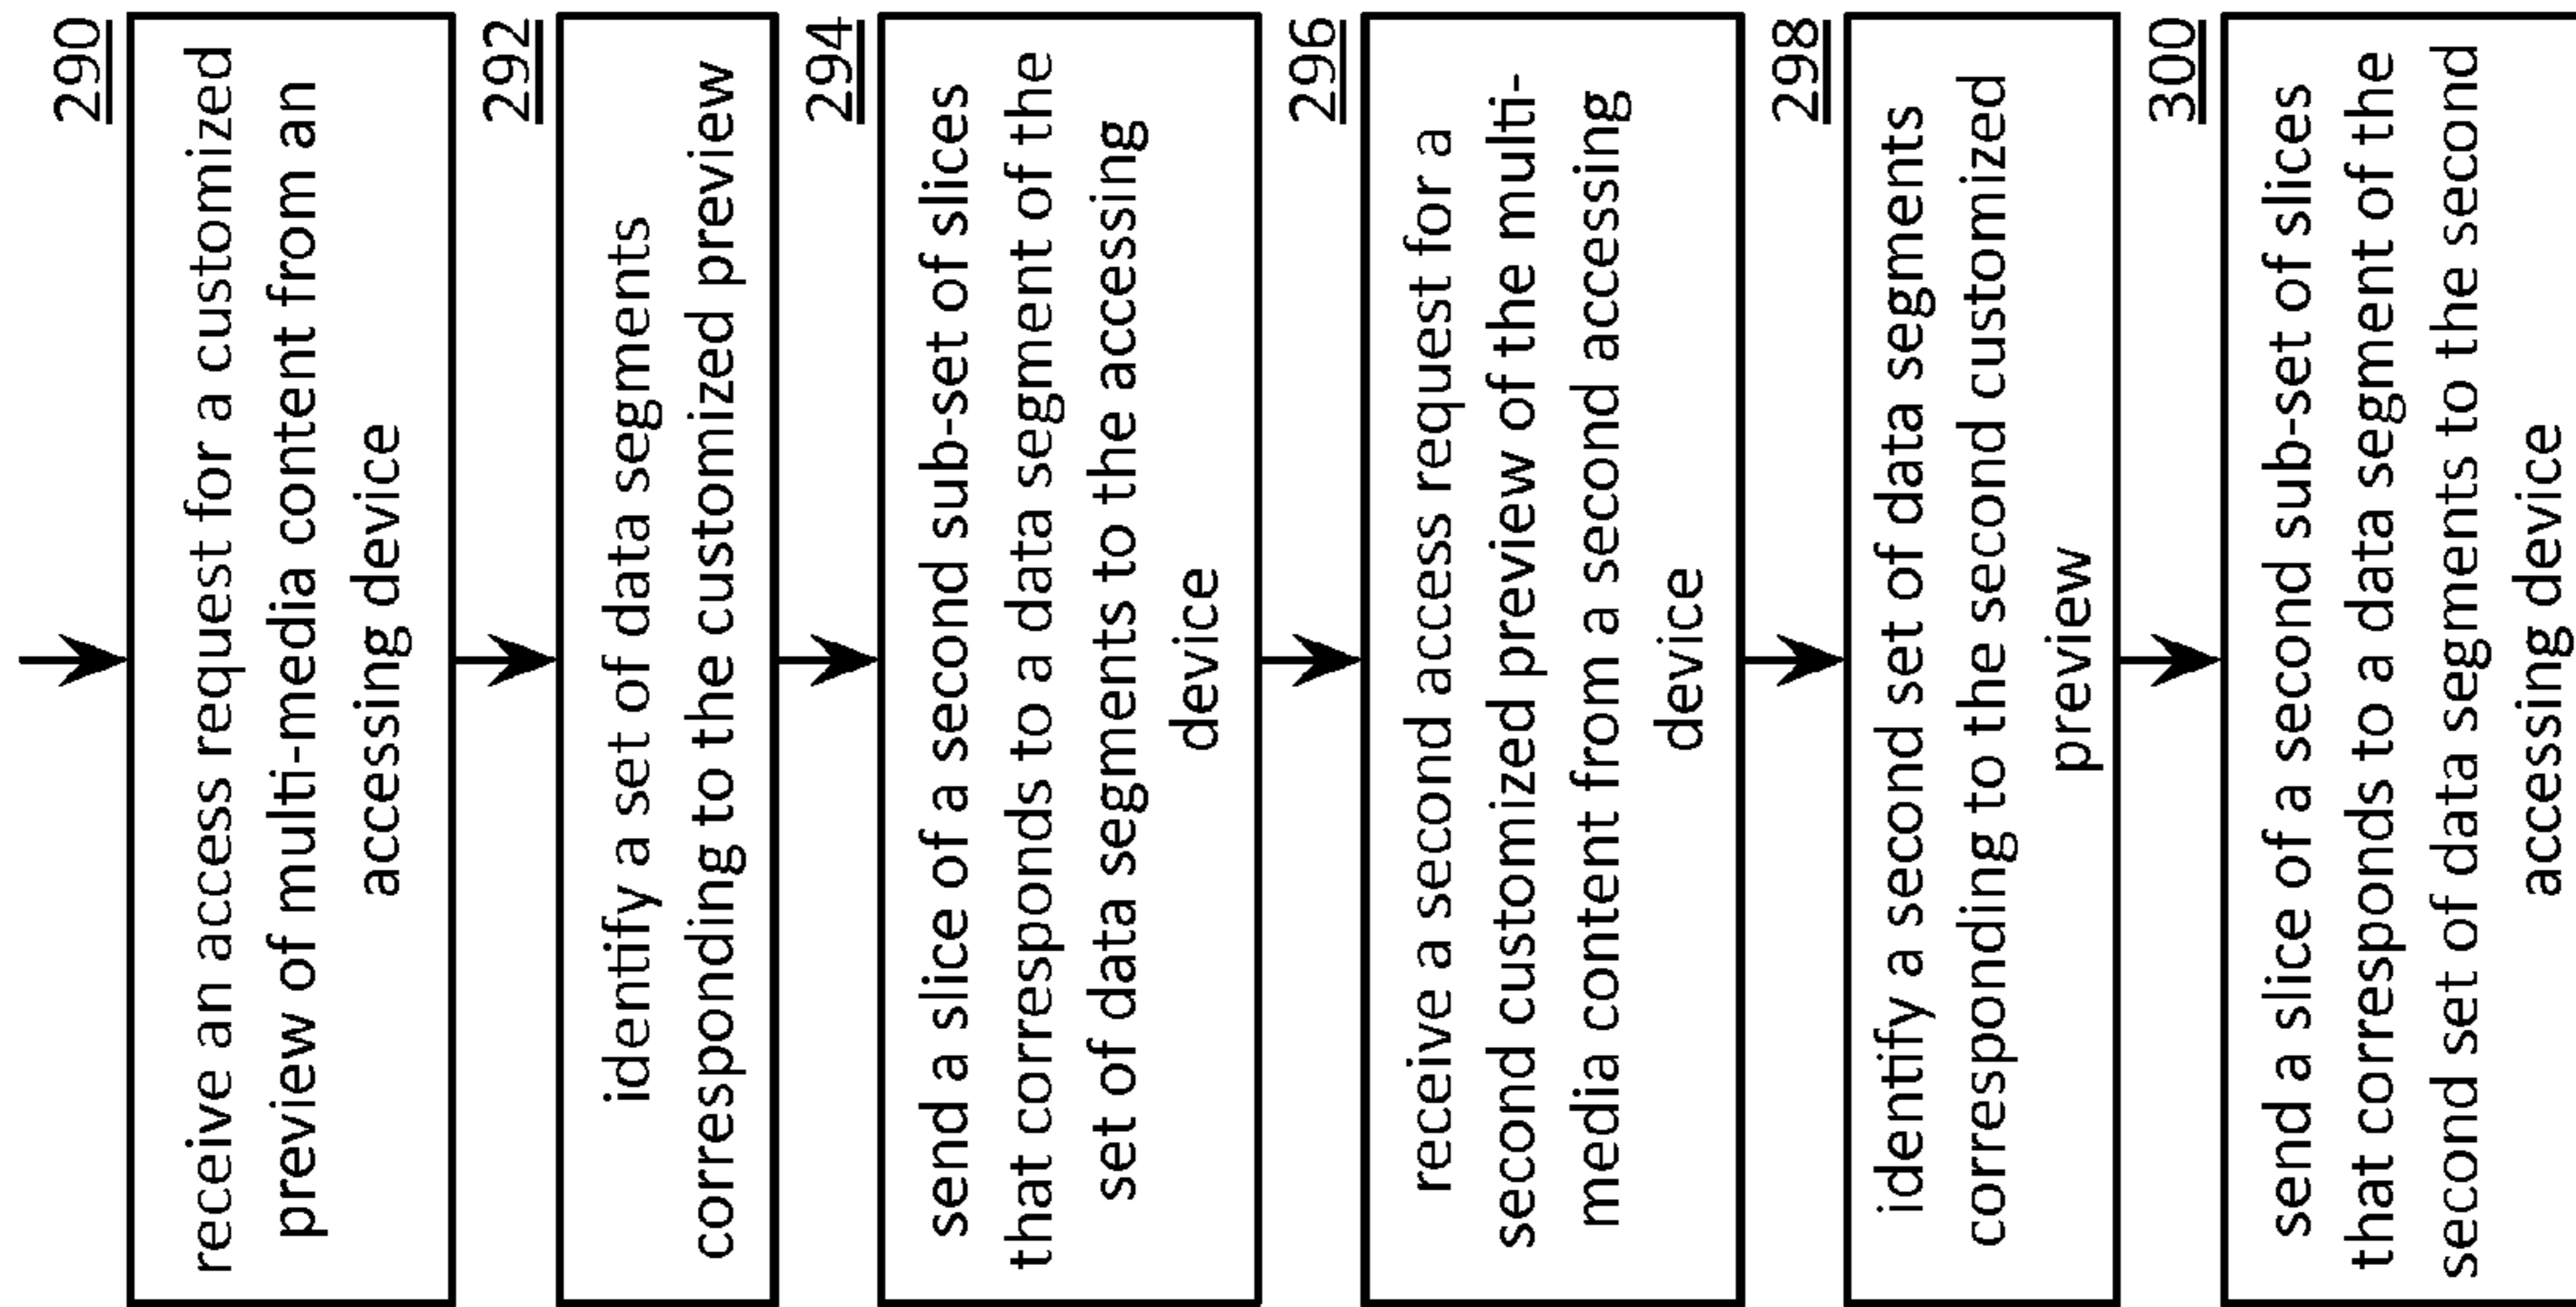 290
receive an access request for a customized
preview of multi-media content from an
accessing device
292
identify a set of data segments
corresponding to the customized preview
294
send a slice of a second sub-set of slices
that corresponds to a data segment of the
set of data segments to the accessing
device
296
receive a second access request for a
second customized preview of the multi-
media content from a second accessing
device
298
identify a second set of data segments
corresponding to the second customized
preview
300
send a slice of a second sub-set of slices
that corresponds to a data segment of the
second set of data segments to the second
accessing device